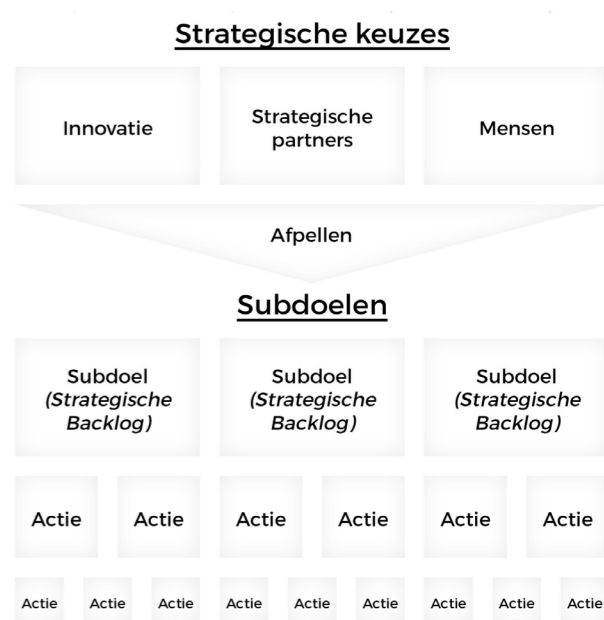 Strategische keuzes
Innovatie
Strategische
partners
Mensen
Afpellen
Subdoelen
Subdoel
(Strategische
Backlog)
Subdoel
(Strategische
Backlog)
Subdoel
(Strategische
Backlog)
Actie Actie Actie Actie Actie Actie
Actie Actie Actie Actie Actie Actie Actie Actie Actie